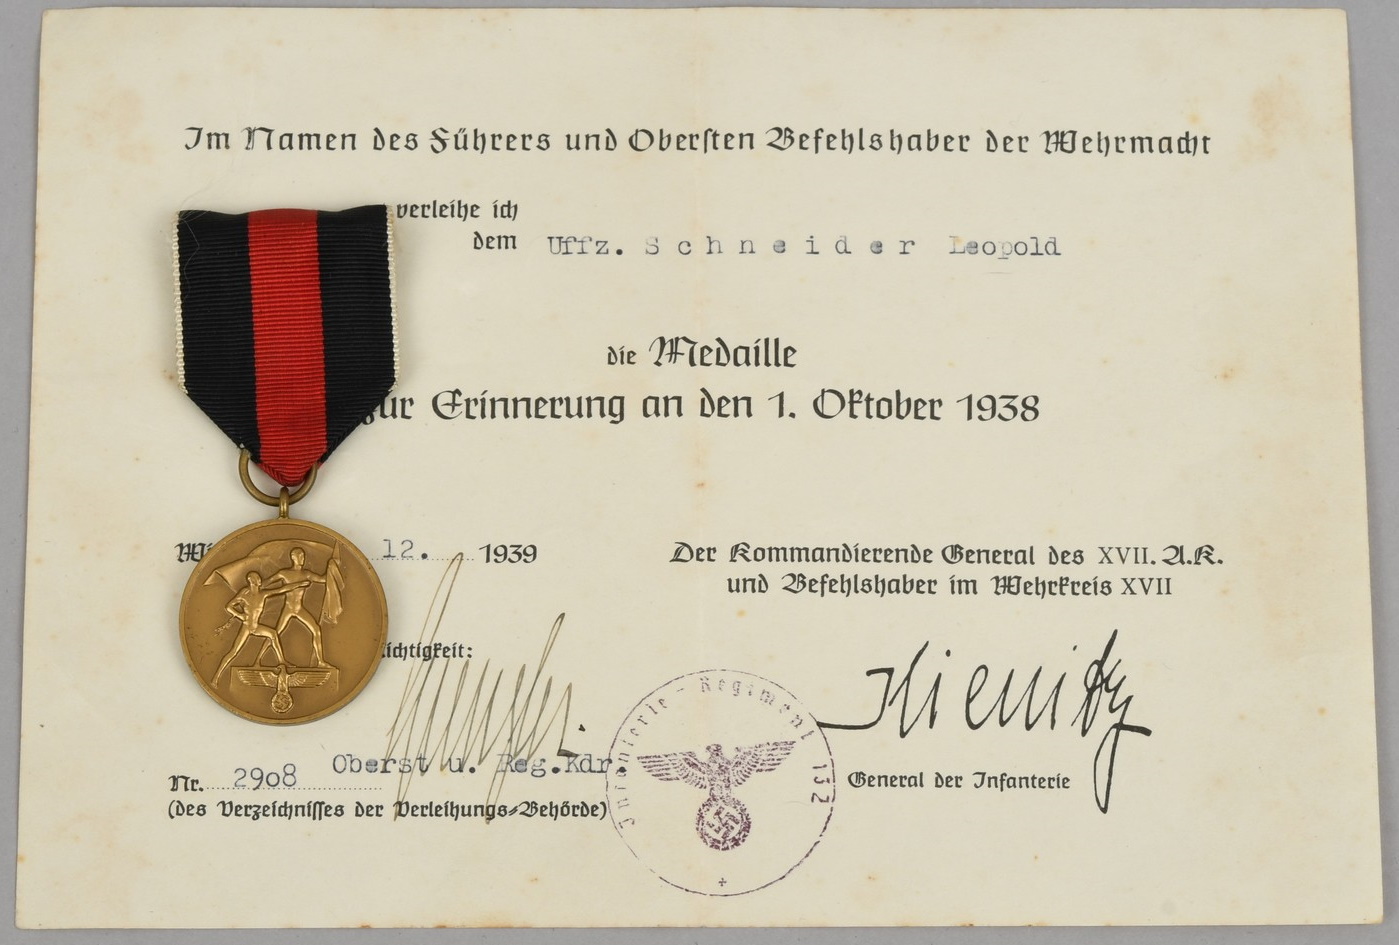 Im Namen des Führers und Obersten Befehlshaber der Wehrmacht
verleihe ich
dem Uffz. Schneider Leopold
die Medaille
zur Erinnerung an den 1. Oktober 1938
12. 1939
Der Kommandierende General des XVII. A.K.
und Befehlshaber im Wehrkreis XVII
ichtigkeit:
Infanterie-Regiment 132
Oberst u. Reg.Kdr
General der Infanterie
Nr. 2908
(des Verzeichnisses der Verleihungs-Behörde)